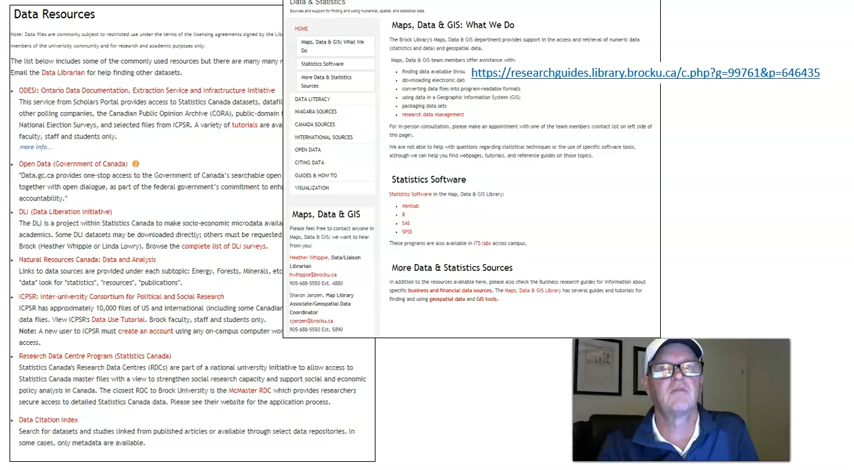 Data Resources
Note: Data files are commonly subject to restricted use under the terms of the licensing agreements signed by the Lib
members of the university community and for research and academic purposes only.
The list below includes some of the commonly used resources but there are many
Email the Data Librarian for help finding other datasets.
ODESI: Ontario Data Documentation, Extraction Service and Infrastructure Initiative
This service from Scholars Portal provides access to Statistics Canada datasets, datafil
other polling companies, the Canadian Public Opinion Archive (CORA), public-domain
National Election Surveys, and selected files from ICPSR. A variety of tutorials are ava
faculty, staff and students only.
more info...
Open Data (Government of Canada)
"Data.gc.ca provides one-stop access to the Government of Canada's searchable open
together with open dialogue, as part of the federal government's commitment to enh
accountability."
DLI (Data Liberation Initiative)
The DLI is a project within Statistics Canada to make socio-economic microdata availa
academics. Some DLI datasets may be downloaded directly; others must be requested
Brock (Heather Whipple or Linda Lowry). Browse the complete list of DLI surveys.
Natural Resources Canada: Data and Analysis
Links to data sources are provided under each subtopic: Energy, Forests, Minerals, etc
"data" look for "statistics", "resources", "publications".
ICPSR: Inter-university Consortium for Political and Social Research
ICPSR has approximately 10,000 files of US and international (including some Canadian
data files. View ICPSR's Data Use Tutorial. Brock faculty, staff and students only.
Note: A new user to ICPSR must create an account using any on-campus computer wo
access.
Research Data Centre Program (Statistics Canada)
Statistics Canada's Research Data Centres (RDCs) are part of a national university initiative to allow access to
Statistics Canada master files with a view to strengthen social research capacity and support social and economic
policy analysis in Canada. The closest RDC to Brock University is the McMaster RDC which provides researchers
secure access to detailed Statistics Canada data. Please see their website for the application process.
Data Citation Index
Search for datasets and studies linked from published articles or available through select data repositories. In
some cases, only metadata are available.
Data & Statistics
Sources and support for finding and using numeric, spatial, and statistical data.
HOME
Maps, Data & GIS: What We
Do
Statistics Software
More Data & Statistics
Sources
DATA LITERACY
NIAGARA SOURCES
CANADA SOURCES
INTERNATIONAL SOURCES
OPEN DATA
CITING DATA
GUIDES & HOW TO
VISUALIZATION
Maps, Data & GIS
Please feel free to contact anyone in
Maps, Data & GIS: we want to hear
from you:
Heather Whipple, Data/Liaison
Librarian
hwhipple@brocku.ca
905-688-5550 Ext. 4880
Sharon Janzen, Map Library
Associate/Geospatial Data
Coordinator
sjanzen@brocku.ca
905-688-5550 Ext. 5890
Maps, Data & GIS: What We Do
The Brock Library's Maps, Data & GIS department provides support in the access and retrieval of numeric data
(statistics and data) and geospatial data.
Maps, Data & GIS team members offer assistance with:
finding data available throu
https://researchguides.library.brocku.ca/c.php?g=99761&p=646435
downloading electronic dat
converting data files into program-readable formats
using data in a Geographic Information System (GIS)
packaging data sets
research data management
For in-person consultation, please make an appointment with one of the team members (contact list on left side of
this page).
We are not able to help with questions regarding statistical techniques or the use of specific software tools,
although we can help you find webpages, tutorials, and reference guides on those topics.
Statistics Software
Statistics Software in the Map, Data & GIS Library:
Minitab
R
SAS
SPSS
These programs are also available in ITS labs across campus.
More Data & Statistics Sources
In addition to the resources available here, please also check the Business research guides for information about
specific business and financial data sources. The Maps, Data & GIS Library has several guides and tutorials for
finding and using geospatial data and GIS tools.